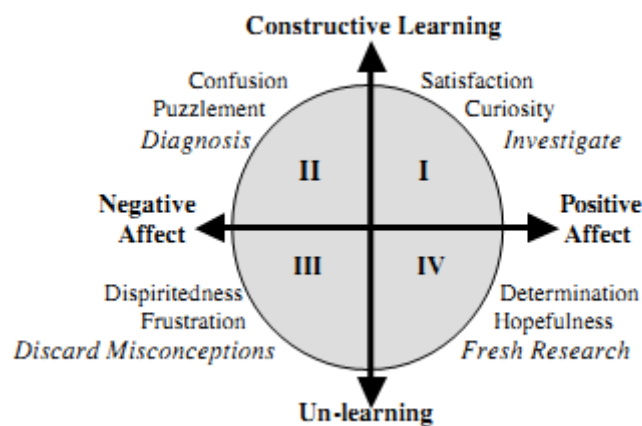 Constructive Learning
Confusion
Puzzlement
Diagnosis
Satisfaction
Curiosity
Investigate
II
I
Negative
Affect
Positive
Affect
III
IV
Dispiritedness
Frustration
Discard Misconceptions
Determination
Hopefulness
Fresh Research
Un-learning